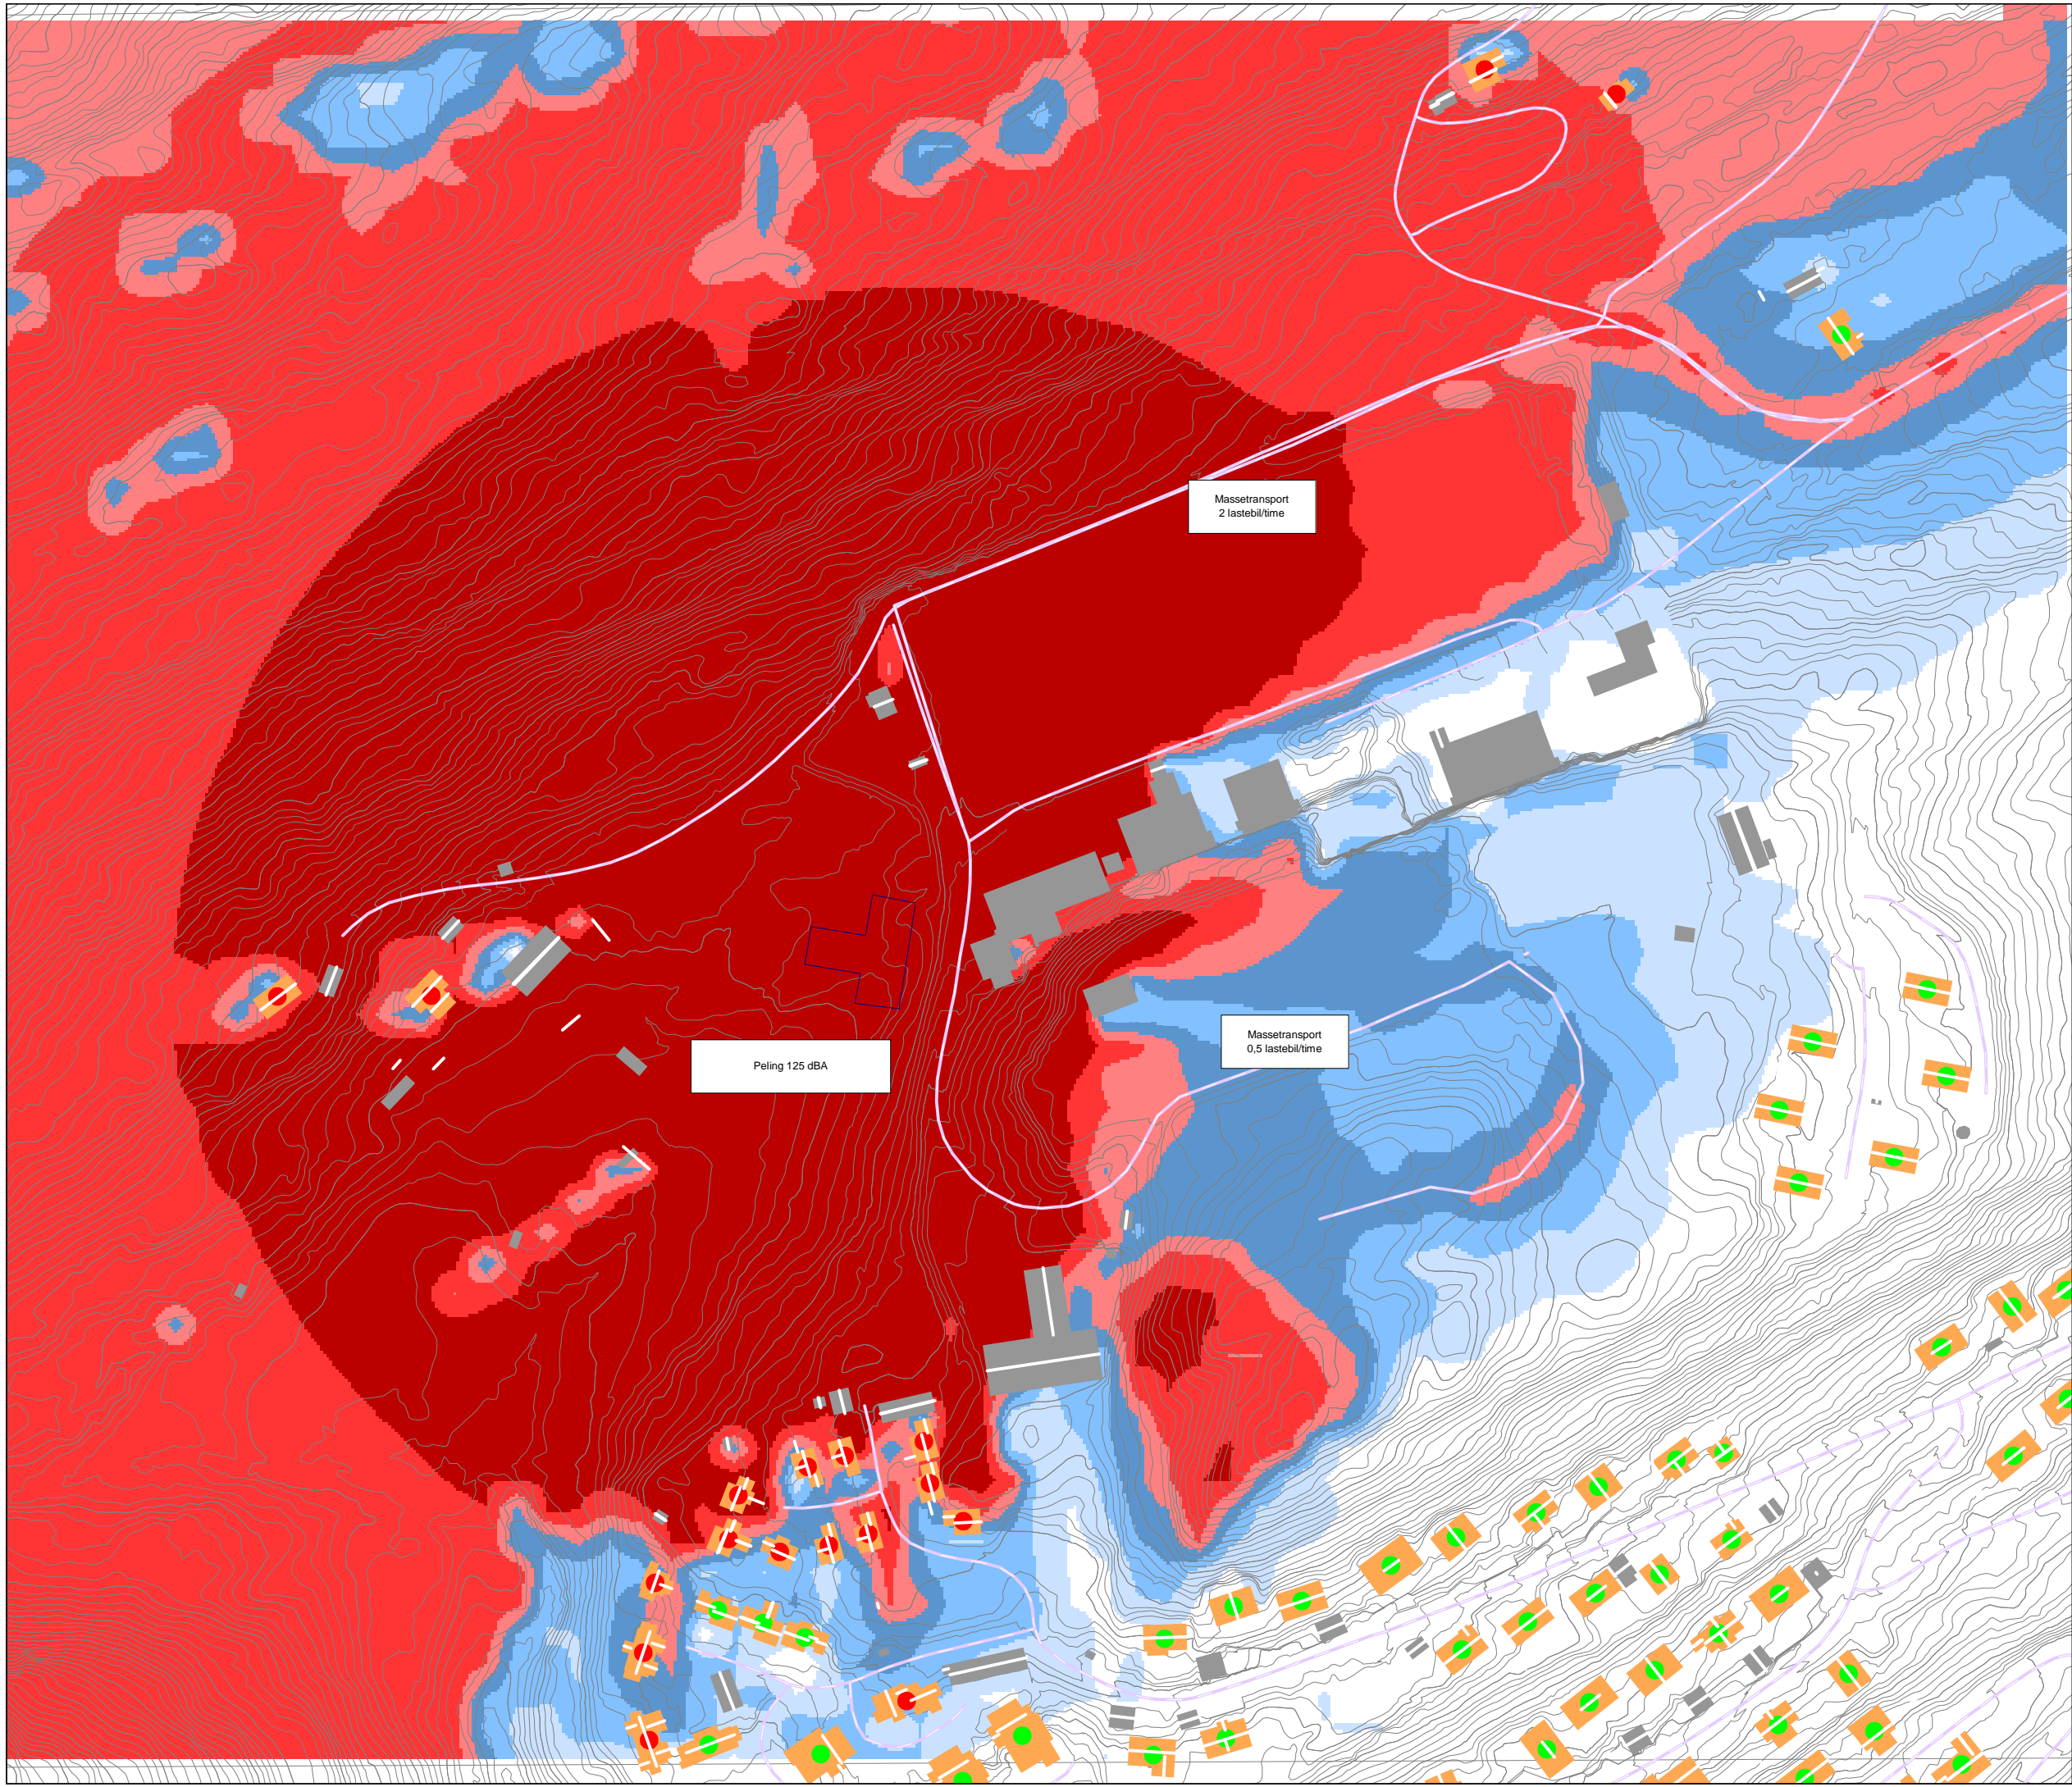 Massetransport
2 lastebil/time
Massetransport
0,5 lastebil/time
Peling 125 dBA